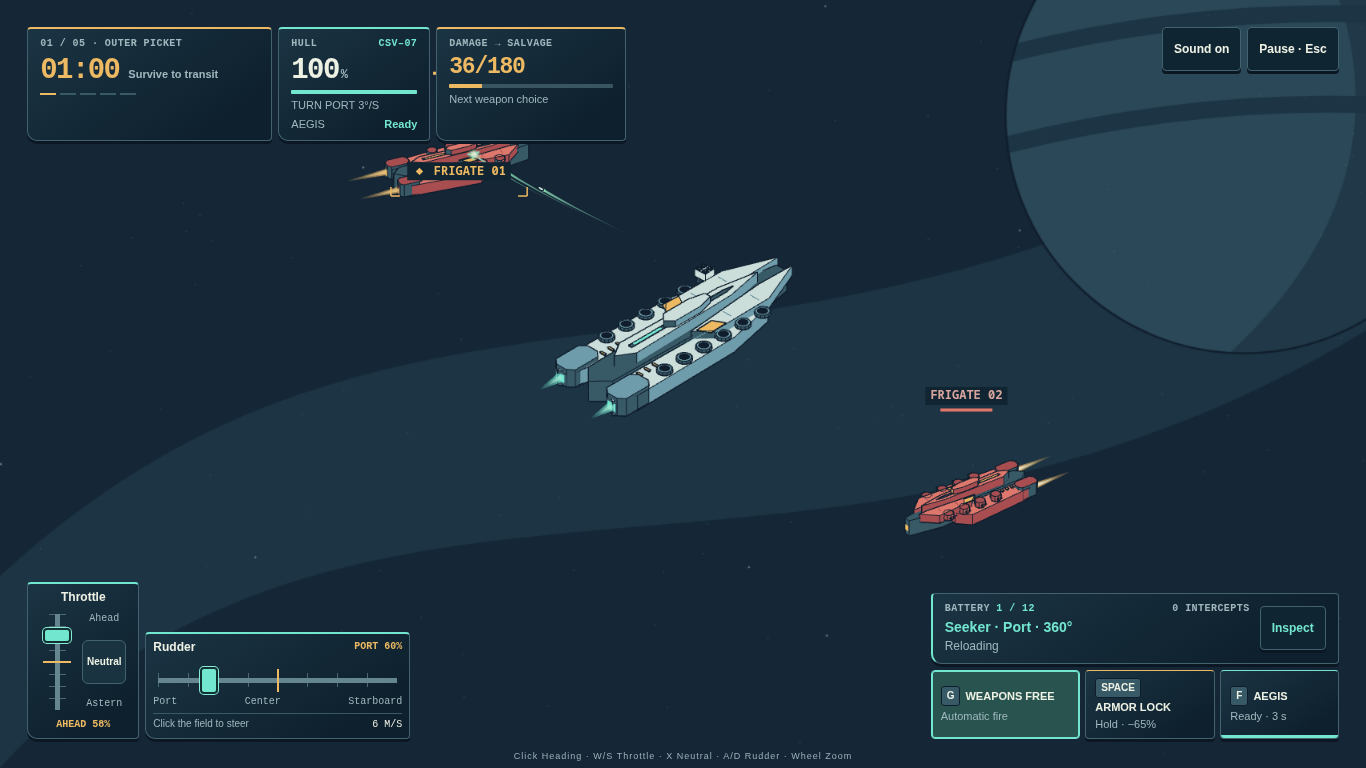 01 / 05 · OUTER PICKET
01:00 Survive to transit
HULL CSV-07
100%
TURN PORT 3°/S
AEGIS Ready
DAMAGE → SALVAGE
36/180
Next weapon choice
Sound on
Pause · Esc
◆ FRIGATE 01
FRIGATE 02
Throttle
Ahead
Neutral
Astern
AHEAD 58%
Rudder PORT 60%
Port Center Starboard
Click the field to steer 6 M/S
BATTERY 1 / 12 0 INTERCEPTS
Seeker · Port · 360°
Reloading
Inspect
G WEAPONS FREE
Automatic fire
SPACE
ARMOR LOCK
Hold · −65%
F AEGIS
Ready · 3 s
Click Heading · W/S Throttle · X Neutral · A/D Rudder · Wheel Zoom